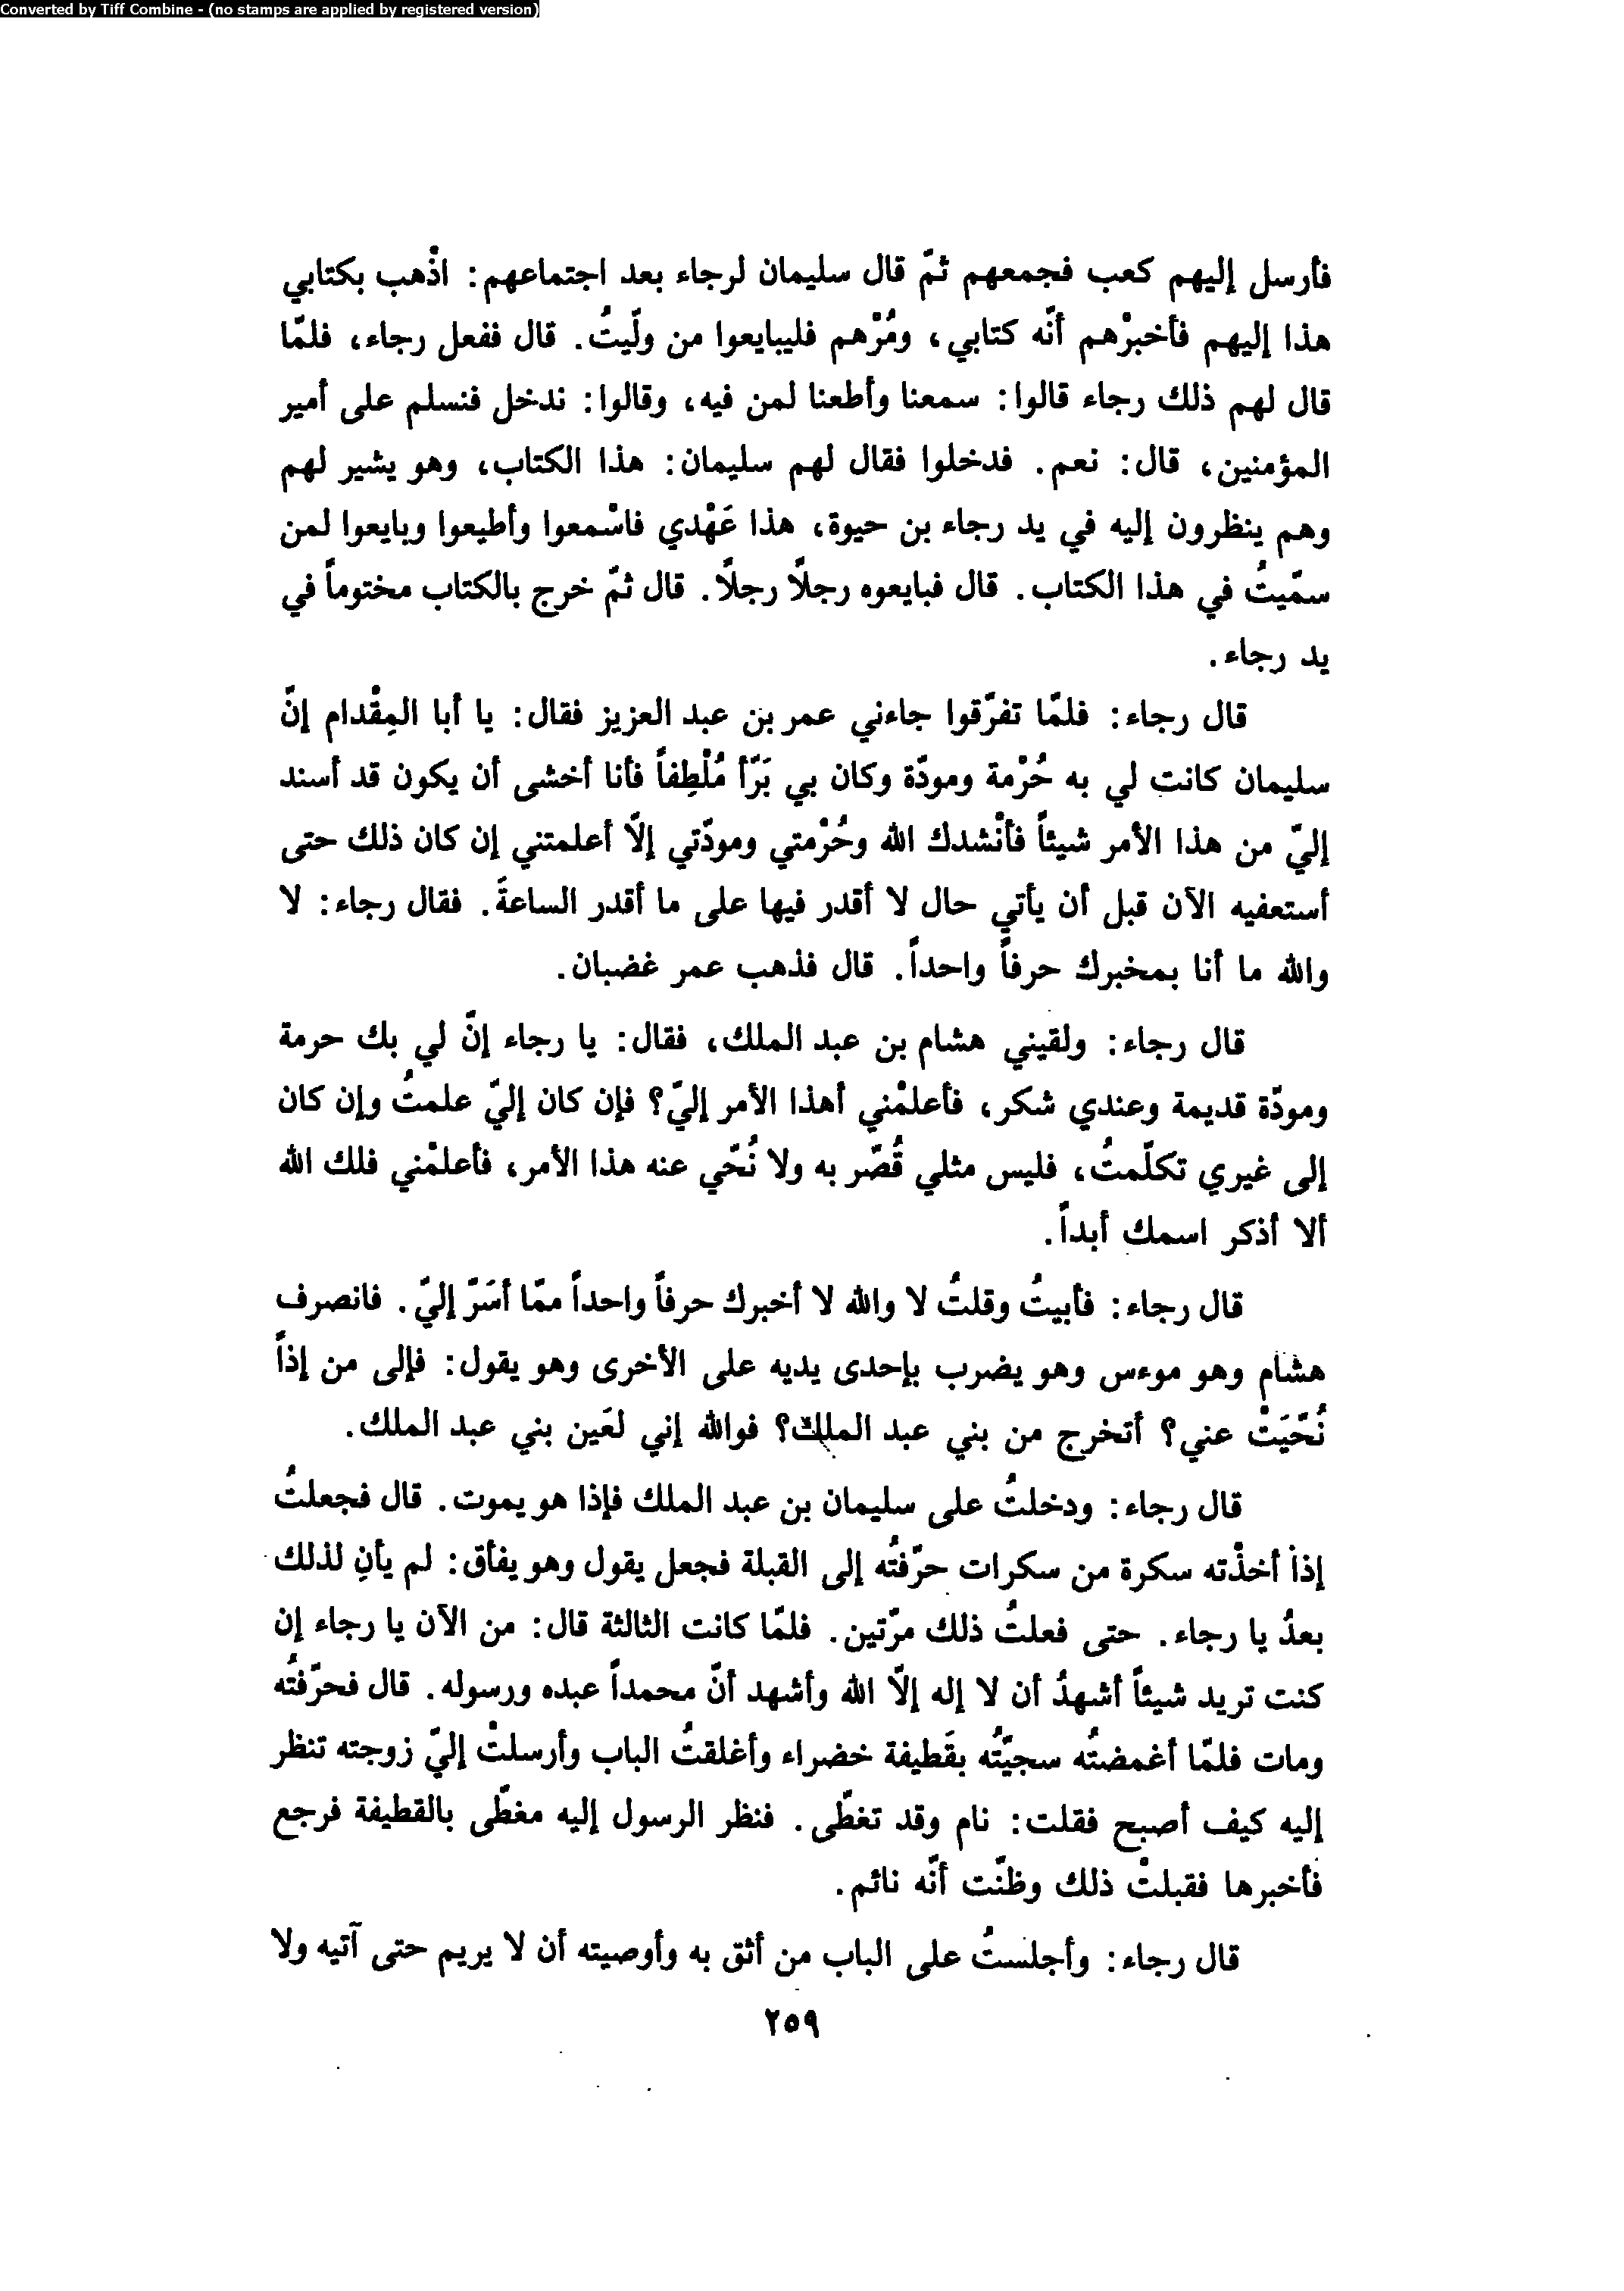 Converted by Tiff Combine - (no stamps are applied by registered version)
فأرسل إليهم كعب فجمعهم ثمّ قال سليمان لرجاء بعد اجتماعهم: اذْهب بكتابي
هذا إليهم فأخبرْهم أنّه كتابي، ومُرْهم فليبايعوا من ولّيتُ. قال ففعل رجاء، فلمّا
قال لهم ذلك رجاء قالوا: سمعنا وأطعنا لمن فيه، وقالوا: ندخل فنسلم على أمير
المؤمنين، قال: نعم. فدخلوا فقال لهم سليمان: هذا الكتاب، وهو يشير لهم
وهم ينظرون إليه في يد رجاء بن حيوة، هذا عَهْدي فاسْمعوا وأطيعوا وبايعوا لمن
سمّيتُ في هذا الكتاب. قال فبايعوه رجلًا رجلًا. قال ثمّ خرج بالكتاب مختوماً في
يد رجاء.
قال رجاء: فلمّا تفرّقوا جاءني عمر بن عبد العزيز فقال: يا أبا المِقْدام إنّ
سليمان كانت لي به حُرْمة ومودّة وكان بي بَرّاً مُلْطِفاً فأنا أخشى أن يكون قد أسند
إليّ من هذا الأمر شيئاً فأنْشدك الله وحُرْمتي ومودّتي إلّا أعلمتني إن كان ذلك حتى
أستعفيه الآن قبل أن يأتي حال لا أقدر فيها على ما أقدر الساعةَ. فقال رجاء: لا
والله ما أنا بمخبرك حرفاً واحداً. قال فذهب عمر غضبان.
قال رجاء: ولقيني هشام بن عبد الملك، فقال: يا رجاء إنّ لي بك حرمة
ومودّة قديمة وعندي شكر، فأعلمْني أهذا الأمر إليّ؟ فإن كان إليّ علمتُ وإن كان
إلى غيري تكلّمتُ، فليس مثلي قُصّر به ولا نُحّي عنه هذا الأمر، فأعلمْني فلك الله
ألا أذكر اسمك أبداً.
قال رجاء: فأبيتُ وقلتُ لا والله لا أخبرك حرفاً واحداً ممّا أسَرّ إليّ. فانصرف
هشام وهو موءس وهو يضرب بإحدى يديه على الأخرى وهو يقول: فإلى من إذاً
نُحّيَتْ عني؟ أتخرج من بني عبد الملك؟ فوالله إني لعَين بني عبد الملك.
قال رجاء: ودخلتُ على سليمان بن عبد الملك فإذا هو يموت. قال فجعلتُ
إذا أخذْته سكرة من سكرات حرّفتُه إلى القبلة فجعل يقول وهو يفأق: لم يأنِ لذلك
بعدُ يا رجاء. حتى فعلتُ ذلك مرّتين. فلمّا كانت الثالثة قال: من الآن يا رجاء إن
كنت تريد شيئاً أشهدُ أن لا إله إلّا الله وأشهد أنّ محمداً عبده ورسوله. قال فحرّفتُه
ومات فلمّا أغمضتُه سجيّتُه بقَطيفة خضراء وأغلقتُ الباب وأرسلتْ إليّ زوجته تنظر
إليه كيف أصبح فقلت: نام وقد تغطّى. فنظر الرسول إليه مغطّى بالقطيفة فرجع
فأخبرها فقبلتْ ذلك وظنّت أنّه نائم.
قال رجاء: وأجلستُ على الباب من أثق به وأوصيته أن لا يريم حتى آتيه ولا
٢٥٩